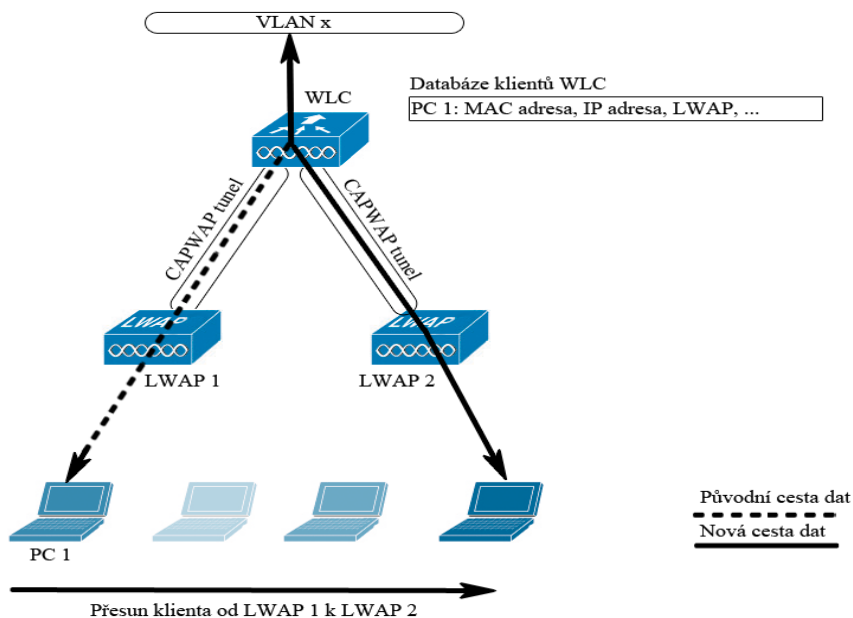 VLAN x
WLC
Databáze klientů WLC
PC 1: MAC adresa, IP adresa, LWAP, ...
CAPWAP tunel
CAPWAP tunel
LWAP
LWAP
LWAP 1
LWAP 2
PC 1
Původní cesta dat
Nová cesta dat
Přesun klienta od LWAP 1 k LWAP 2